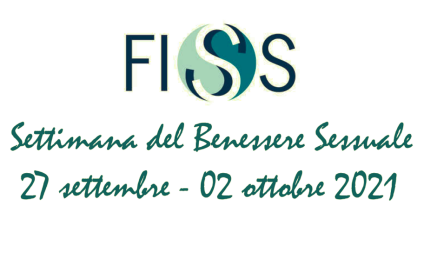 FISS
Settimana del Benessere Sessuale
27 settembre - 02 ottobre 2021